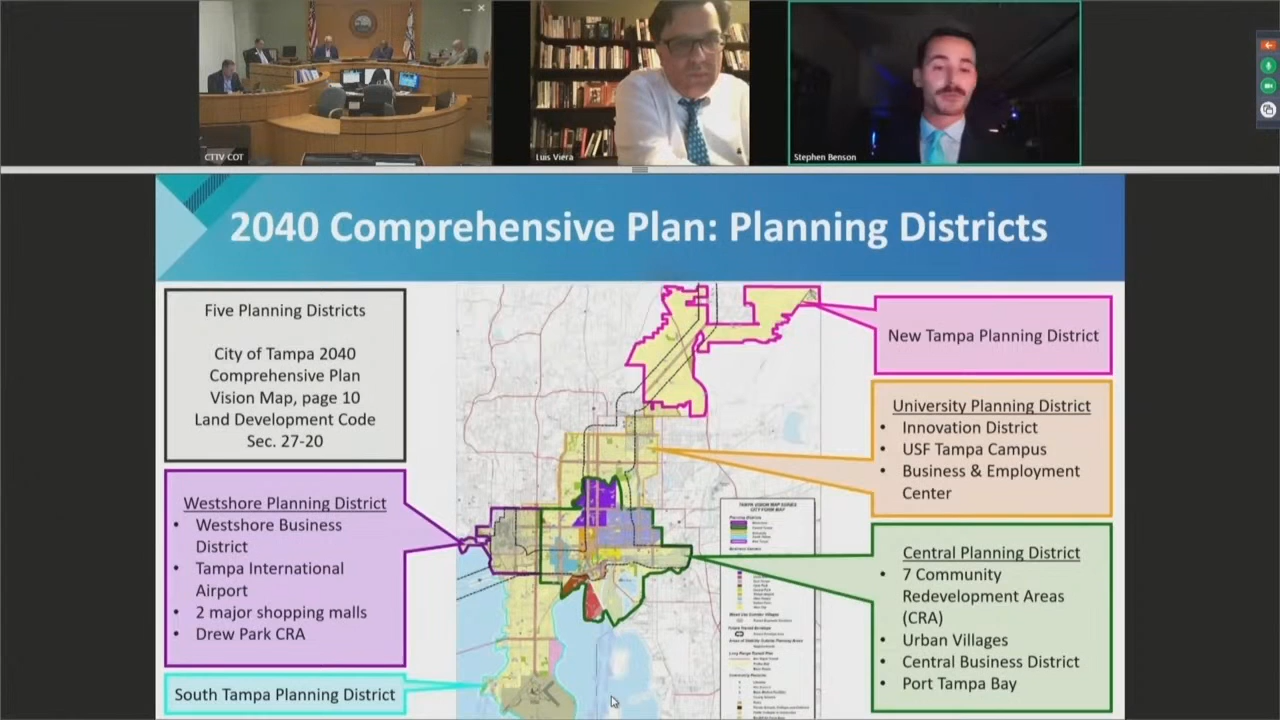 CTTV COT
Luis Viera
Stephen Benson
2040 Comprehensive Plan: Planning Districts
Five Planning Districts
City of Tampa 2040
Comprehensive Plan
Vision Map, page 10
Land Development Code
Sec. 27-20
Westshore Planning District
• Westshore Business
District
• Tampa International
Airport
• 2 major shopping malls
• Drew Park CRA
South Tampa Planning District
New Tampa Planning District
University Planning District
• Innovation District
• USF Tampa Campus
• Business & Employment
Center
Central Planning District
• 7 Community
Redevelopment Areas
(CRA)
• Urban Villages
• Central Business District
• Port Tampa Bay